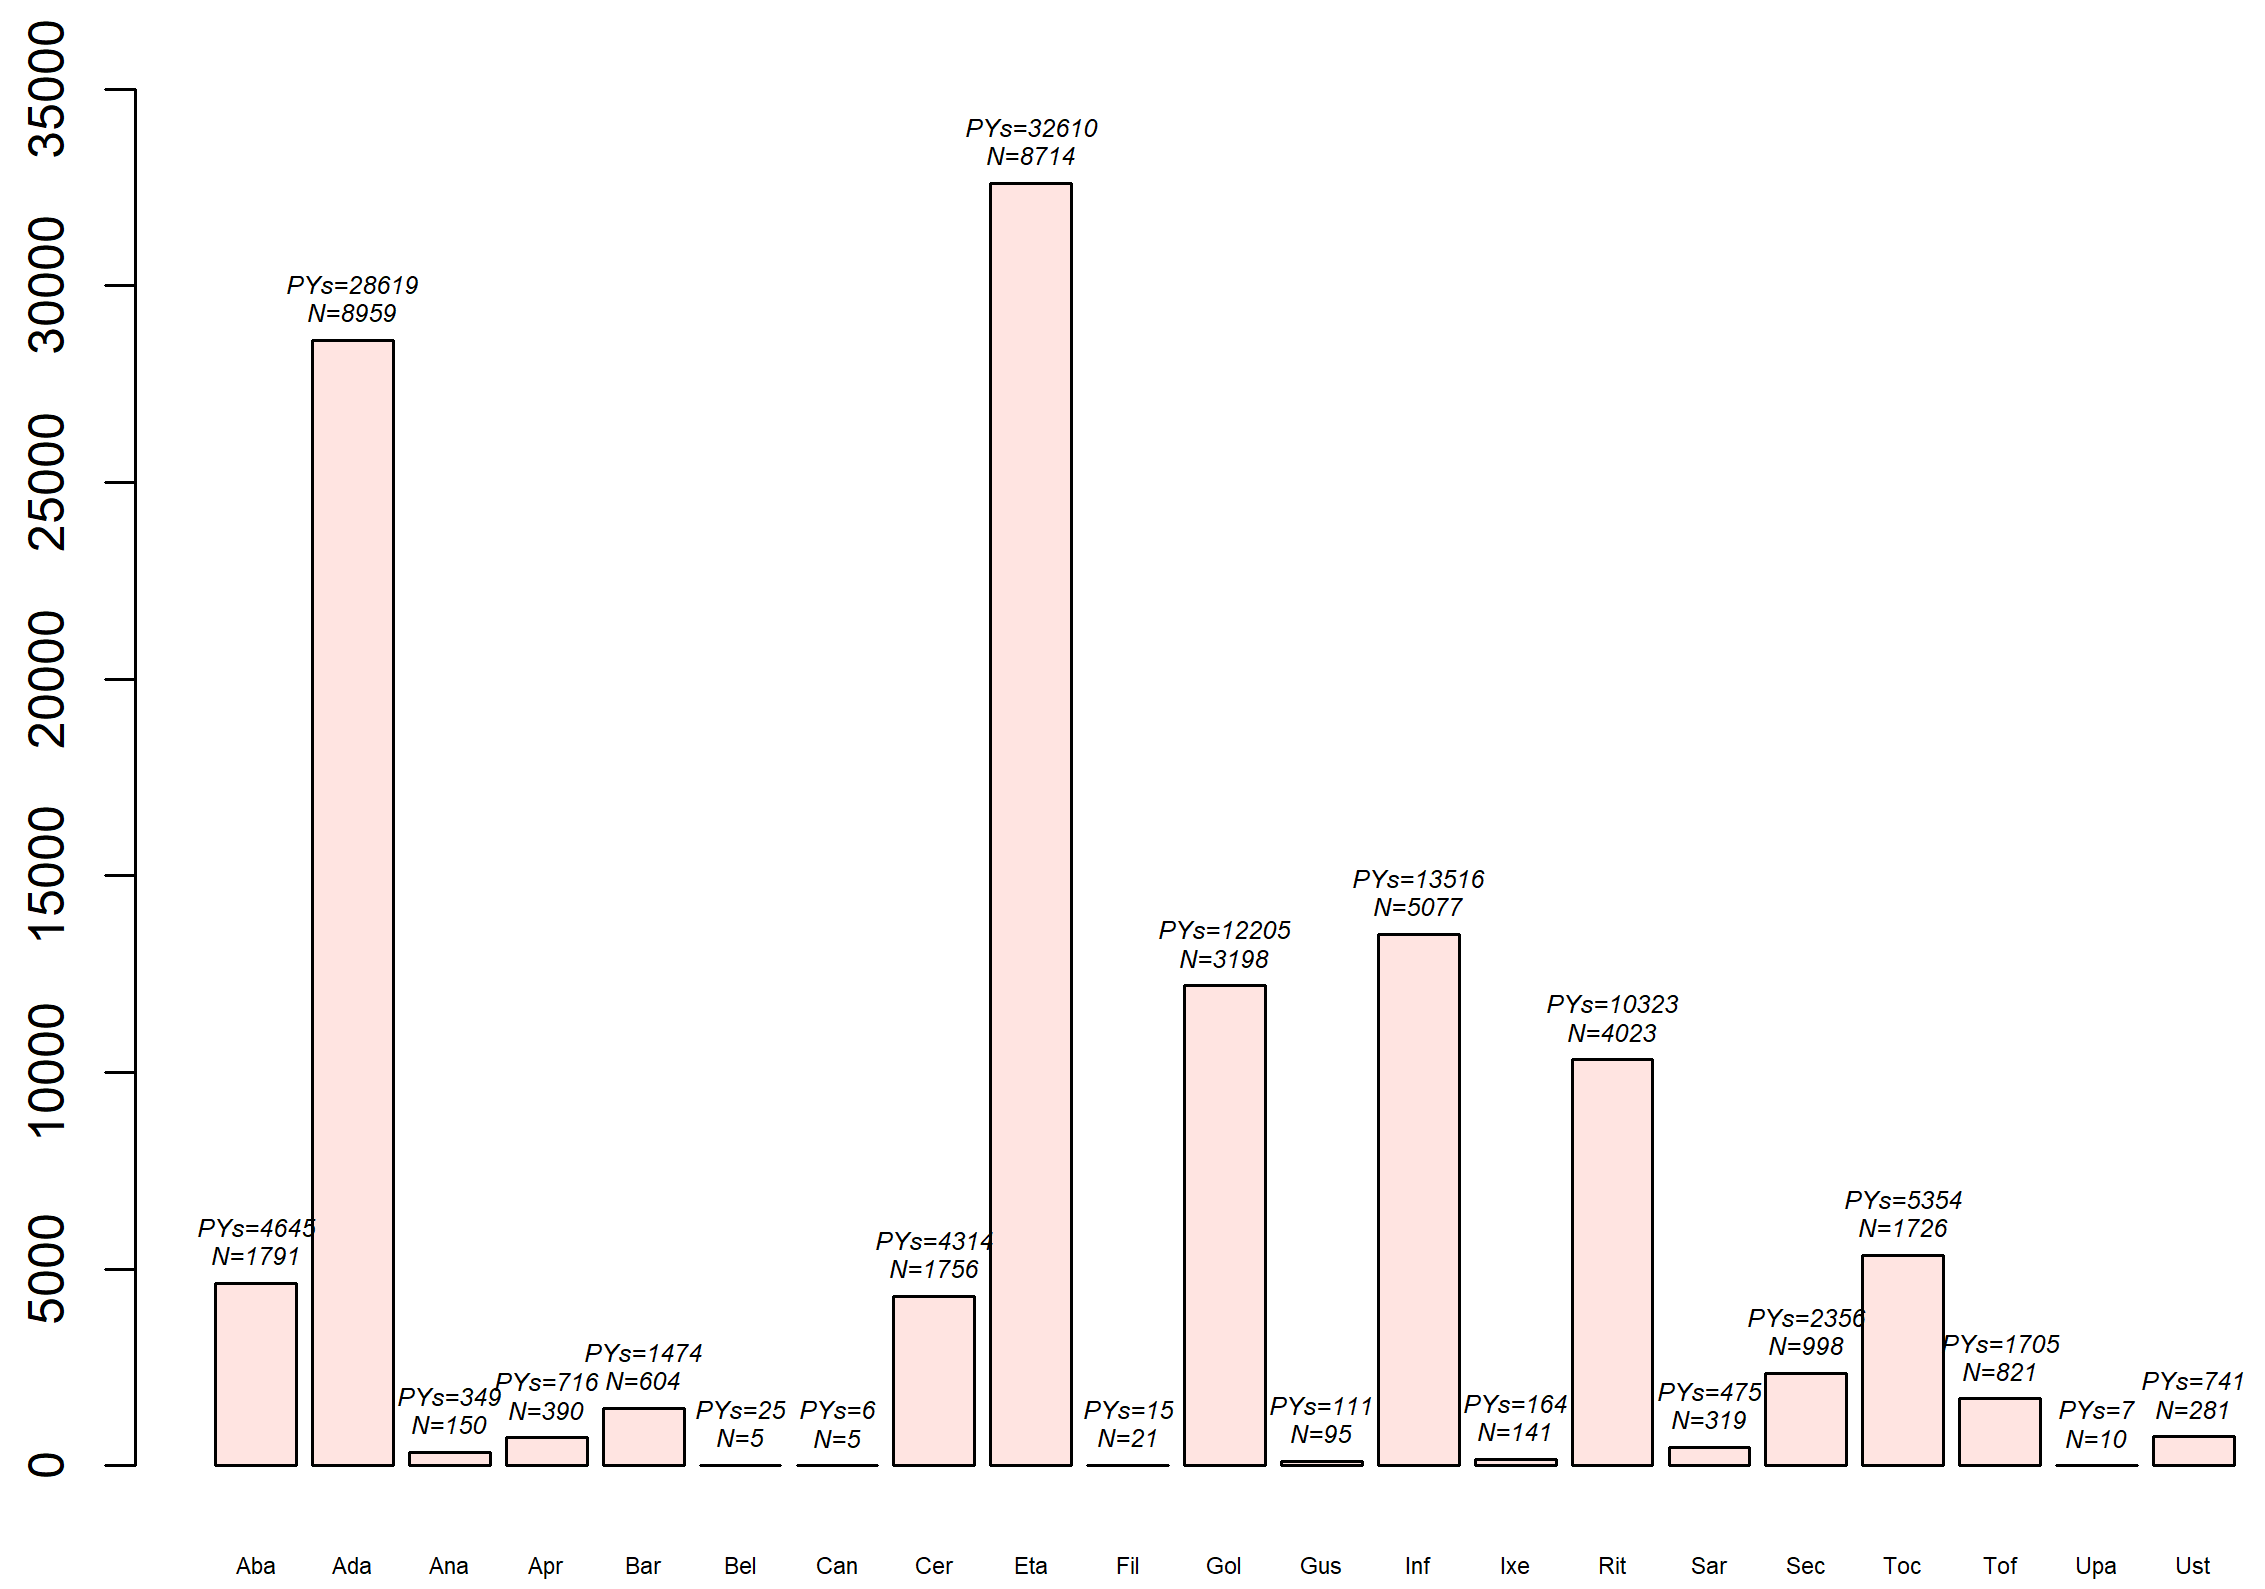 35000
30000
25000
20000
15000
10000
5000
0
PYs=4645
N=1791
PYs=28619
N=8959
PYs=349
N=150
PYs=716
N=390
PYs=1474
N=604
PYs=25
N=5
PYs=6
N=5
PYs=4314
N=1756
PYs=32610
N=8714
PYs=15
N=21
PYs=12205
N=3198
PYs=111
N=95
PYs=13516
N=5077
PYs=164
N=141
PYs=10323
N=4023
PYs=475
N=319
PYs=2356
N=998
PYs=5354
N=1726
PYs=1705
N=821
PYs=7
N=10
PYs=741
N=281
Aba Ada Ana Apr Bar Bel Can Cer Eta Fil Gol Gus Inf Ixe Rit Sar Sec Toc Tof Upa Ust